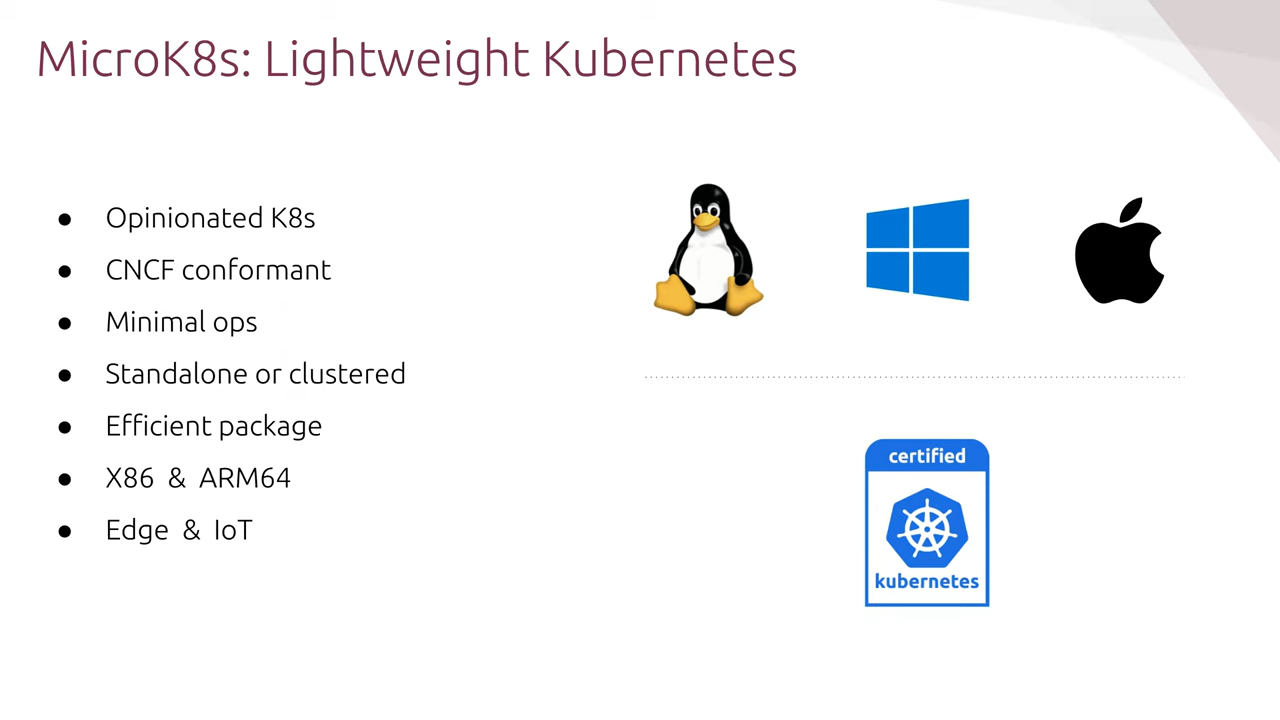 MicroK8s: Lightweight Kubernetes
● Opinionated K8s
● CNCF conformant
● Minimal ops
● Standalone or clustered
● Efficient package
● X86 & ARM64
● Edge & IoT
certified
kubernetes